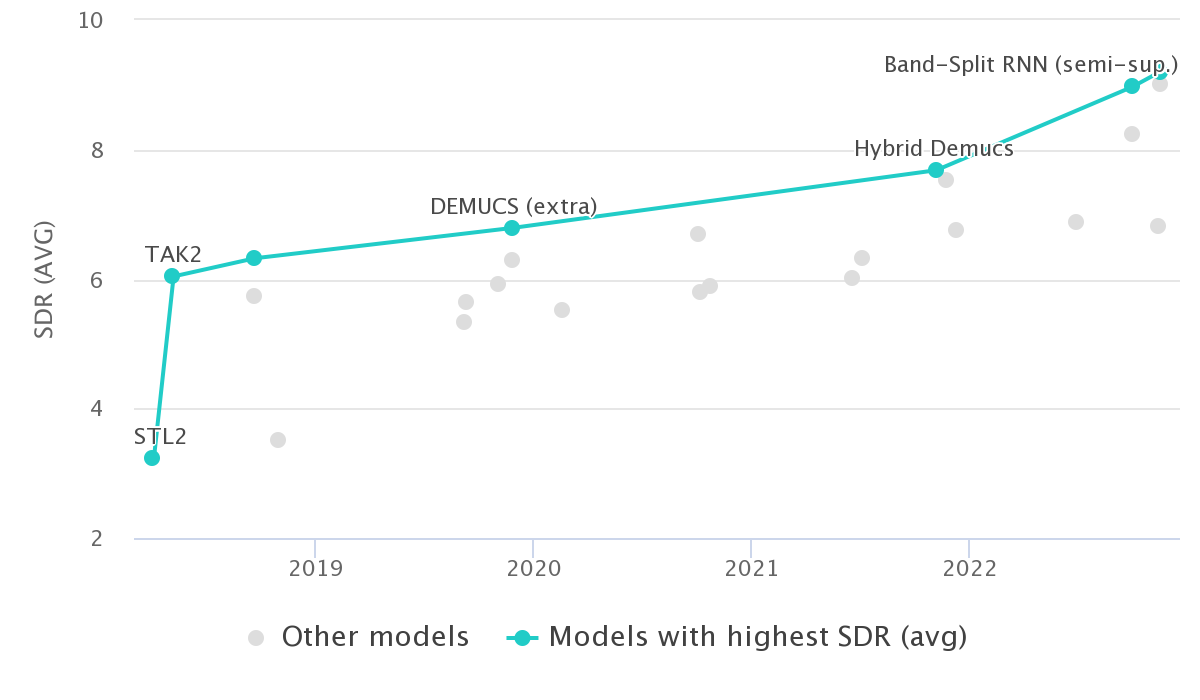 10
Band-Split RNN (semi-sup.)
8
Hybrid Demucs
DEMUCS (extra)
TAK2
6
SDR (AVG)
4
STL2
2
2019 2020 2021 2022
Other models Models with highest SDR (avg)